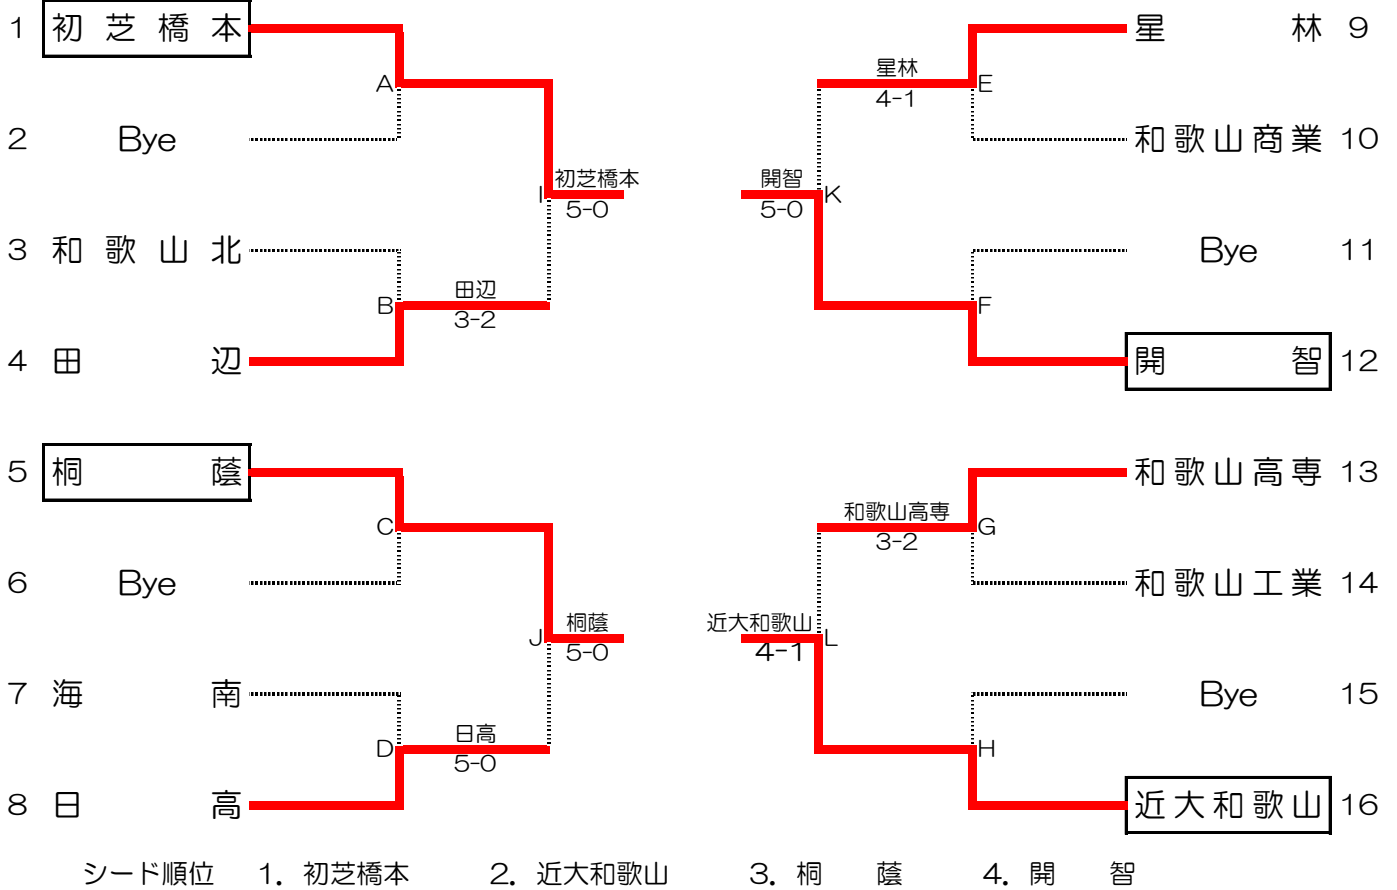 1 初芝橋本
A
2 Bye
I 初芝橋本
5-0
3 和歌山北
B 田辺
3-2
4 田辺
5 桐蔭
C
6 Bye
J 桐蔭
5-0
7 海南
D 日高
5-0
8 日高
星林 9
星林 E
4-1
和歌山商業 10
開智 K
5-0
Bye 11
F
開智 12
和歌山高専 13
和歌山高専 G
3-2
和歌山工業 14
近大和歌山 L
4-1
Bye 15
H
近大和歌山 16
シード順位 1. 初芝橋本 2. 近大和歌山 3. 桐蔭 4. 開智